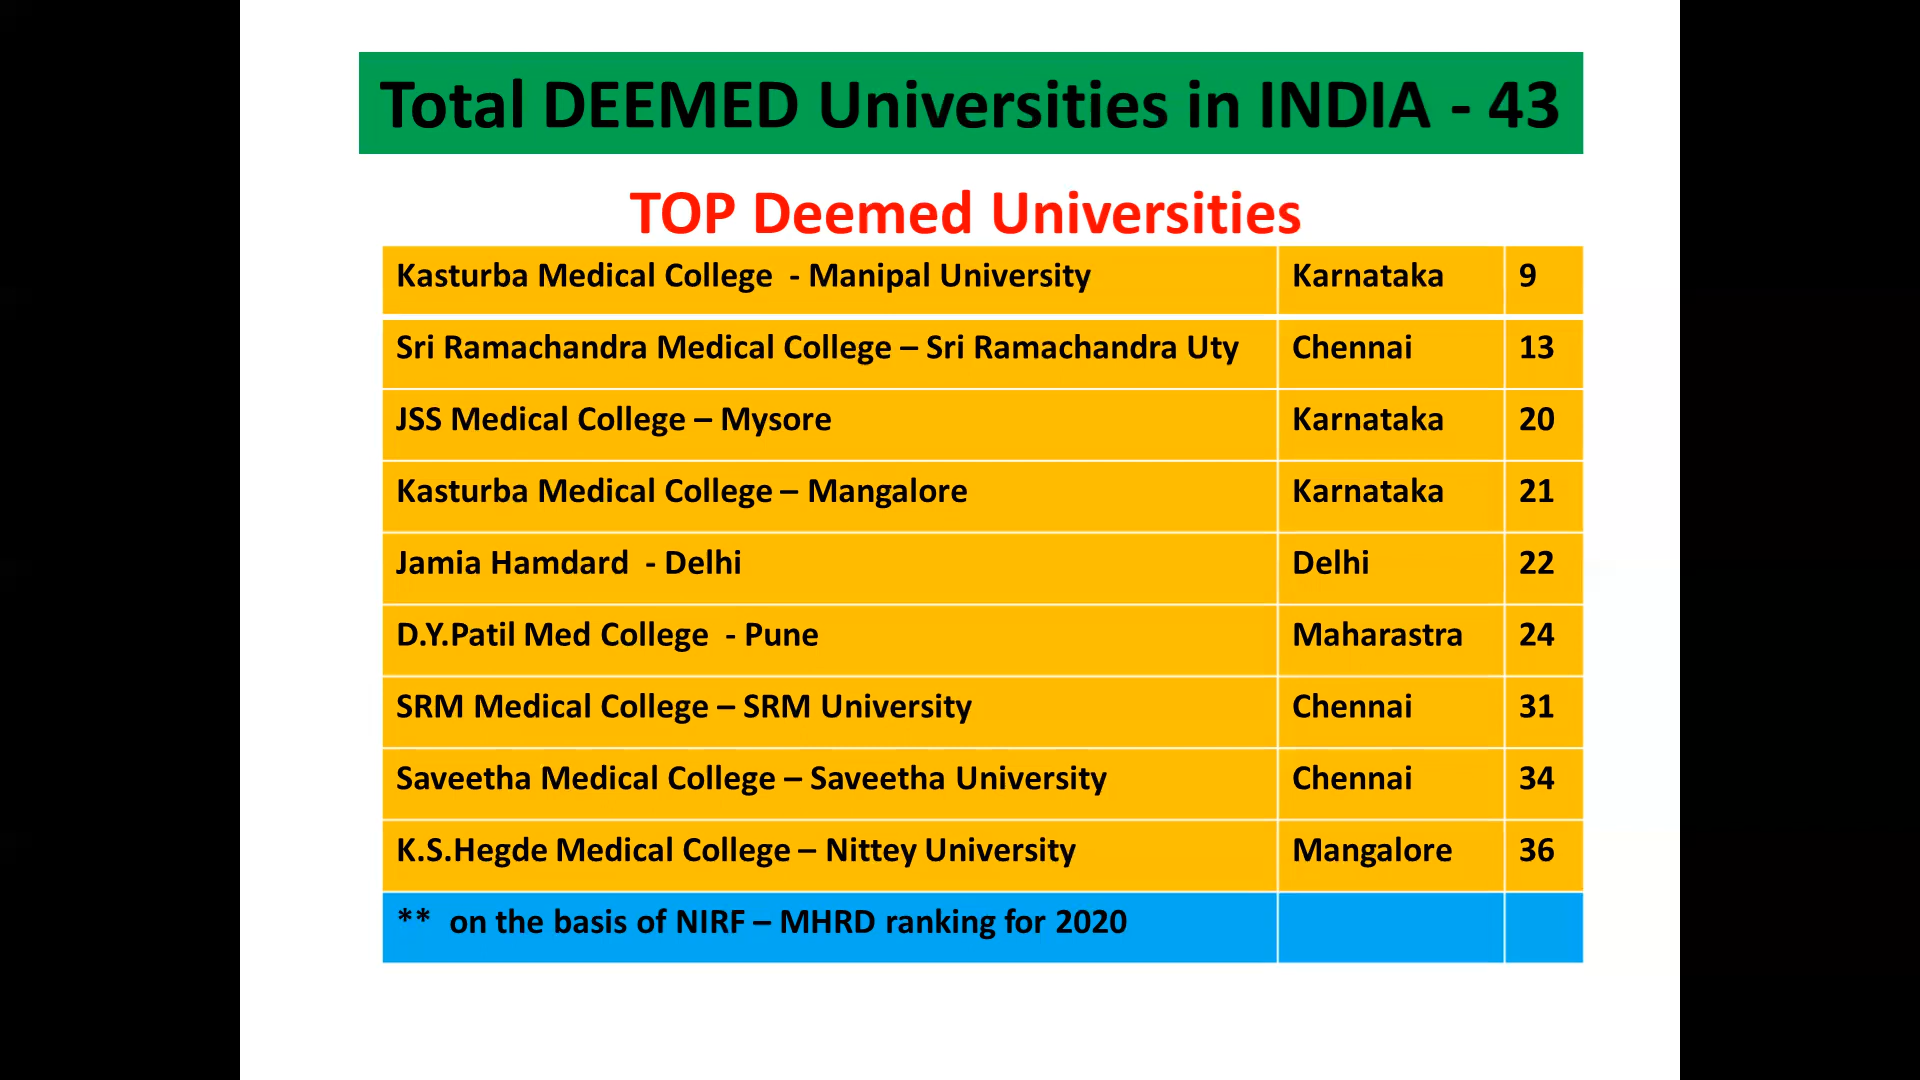 Total DEEMED Universities in INDIA - 43
TOP Deemed Universities
Kasturba Medical College - Manipal University Karnataka 9
Sri Ramachandra Medical College – Sri Ramachandra Uty Chennai 13
JSS Medical College – Mysore Karnataka 20
Kasturba Medical College – Mangalore Karnataka 21
Jamia Hamdard - Delhi Delhi 22
D.Y.Patil Med College - Pune Maharastra 24
SRM Medical College – SRM University Chennai 31
Saveetha Medical College – Saveetha University Chennai 34
K.S.Hegde Medical College – Nittey University Mangalore 36
** on the basis of NIRF – MHRD ranking for 2020